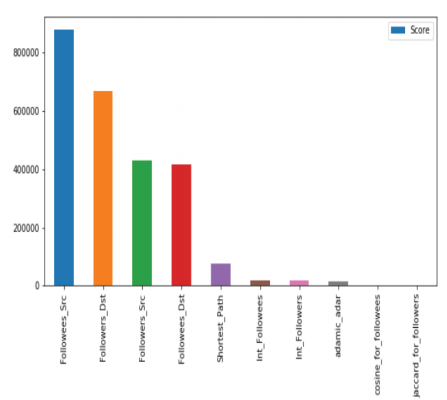 Score
800000
600000
400000
200000
0
Followees_Src
Followers_Dst
Followers_Src
Followees_Dst
Shortest_Path
Int_Followees
Int_Followers
adamic_adar
cosine_for_followees
jaccard_for_followers